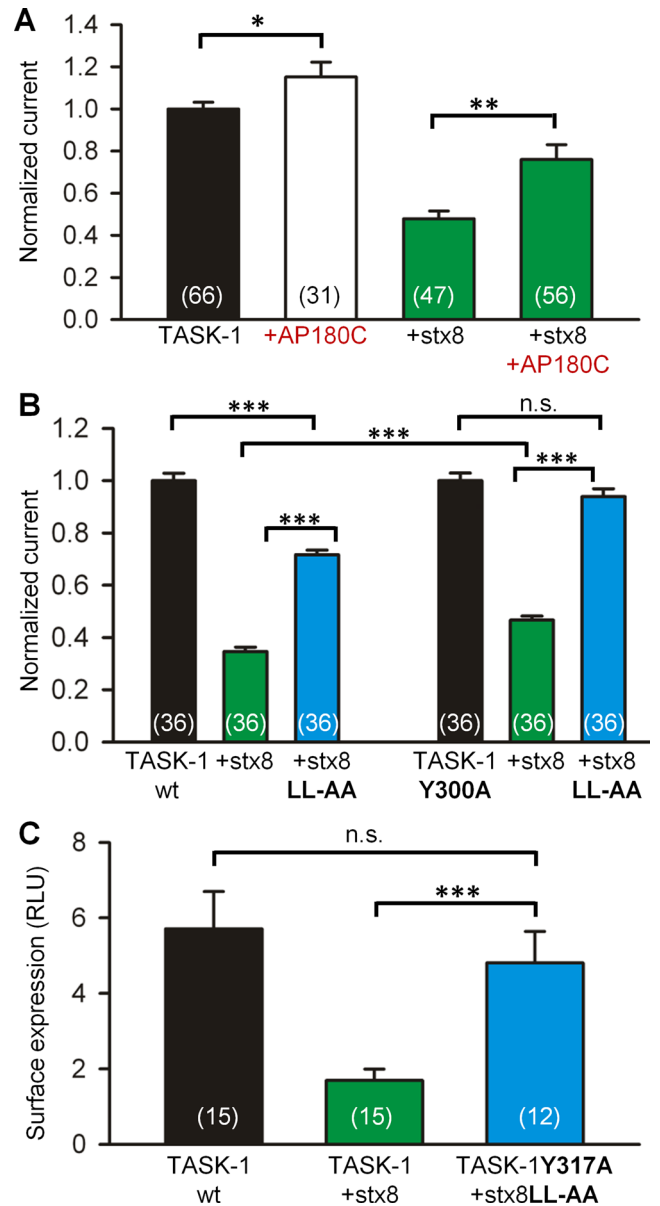 A
1.4
1.2
1.0
0.8
0.6
0.4
0.2
0.0
Normalized current
*
**
(66)
(31)
(47)
(56)
TASK-1
+AP180C
+stx8
+stx8
+AP180C
B
1.2
1.0
0.8
0.6
0.4
0.2
0.0
Normalized current
n.s.
***
***
***
***
(36)
(36)
(36)
(36)
(36)
(36)
TASK-1
wt
+stx8
+stx8
LL-AA
TASK-1
Y300A
+stx8
+stx8
LL-AA
C
8
6
4
2
0
Surface expression (RLU)
n.s.
***
(15)
(15)
(12)
TASK-1
wt
TASK-1
+stx8
TASK-1Y317A
+stx8LL-AA